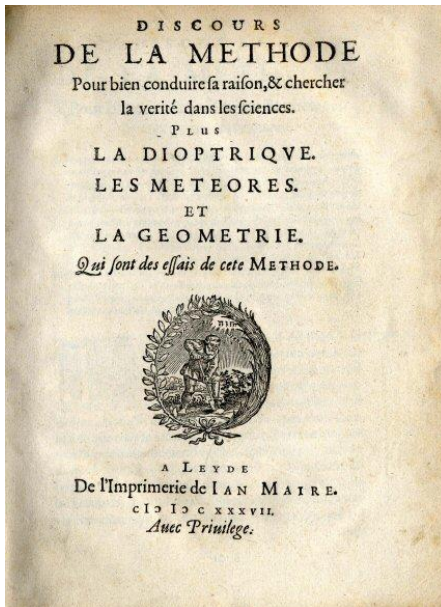 DISCOURS
DE LA METHODE
Pour bien conduire ſa raiſon, & chercher
la verité dans les ſciences.
PLUS
LA DIOPTRIQVE.
LES METEORES.
ET
LA GEOMETRIE.
Qui ſont des eſſais de cete METHODE.
A LEYDE
De l'Imprimerie de IAN MAIRE.
cIↄ Iↄ c xxxvii.
Auec Priuilege.